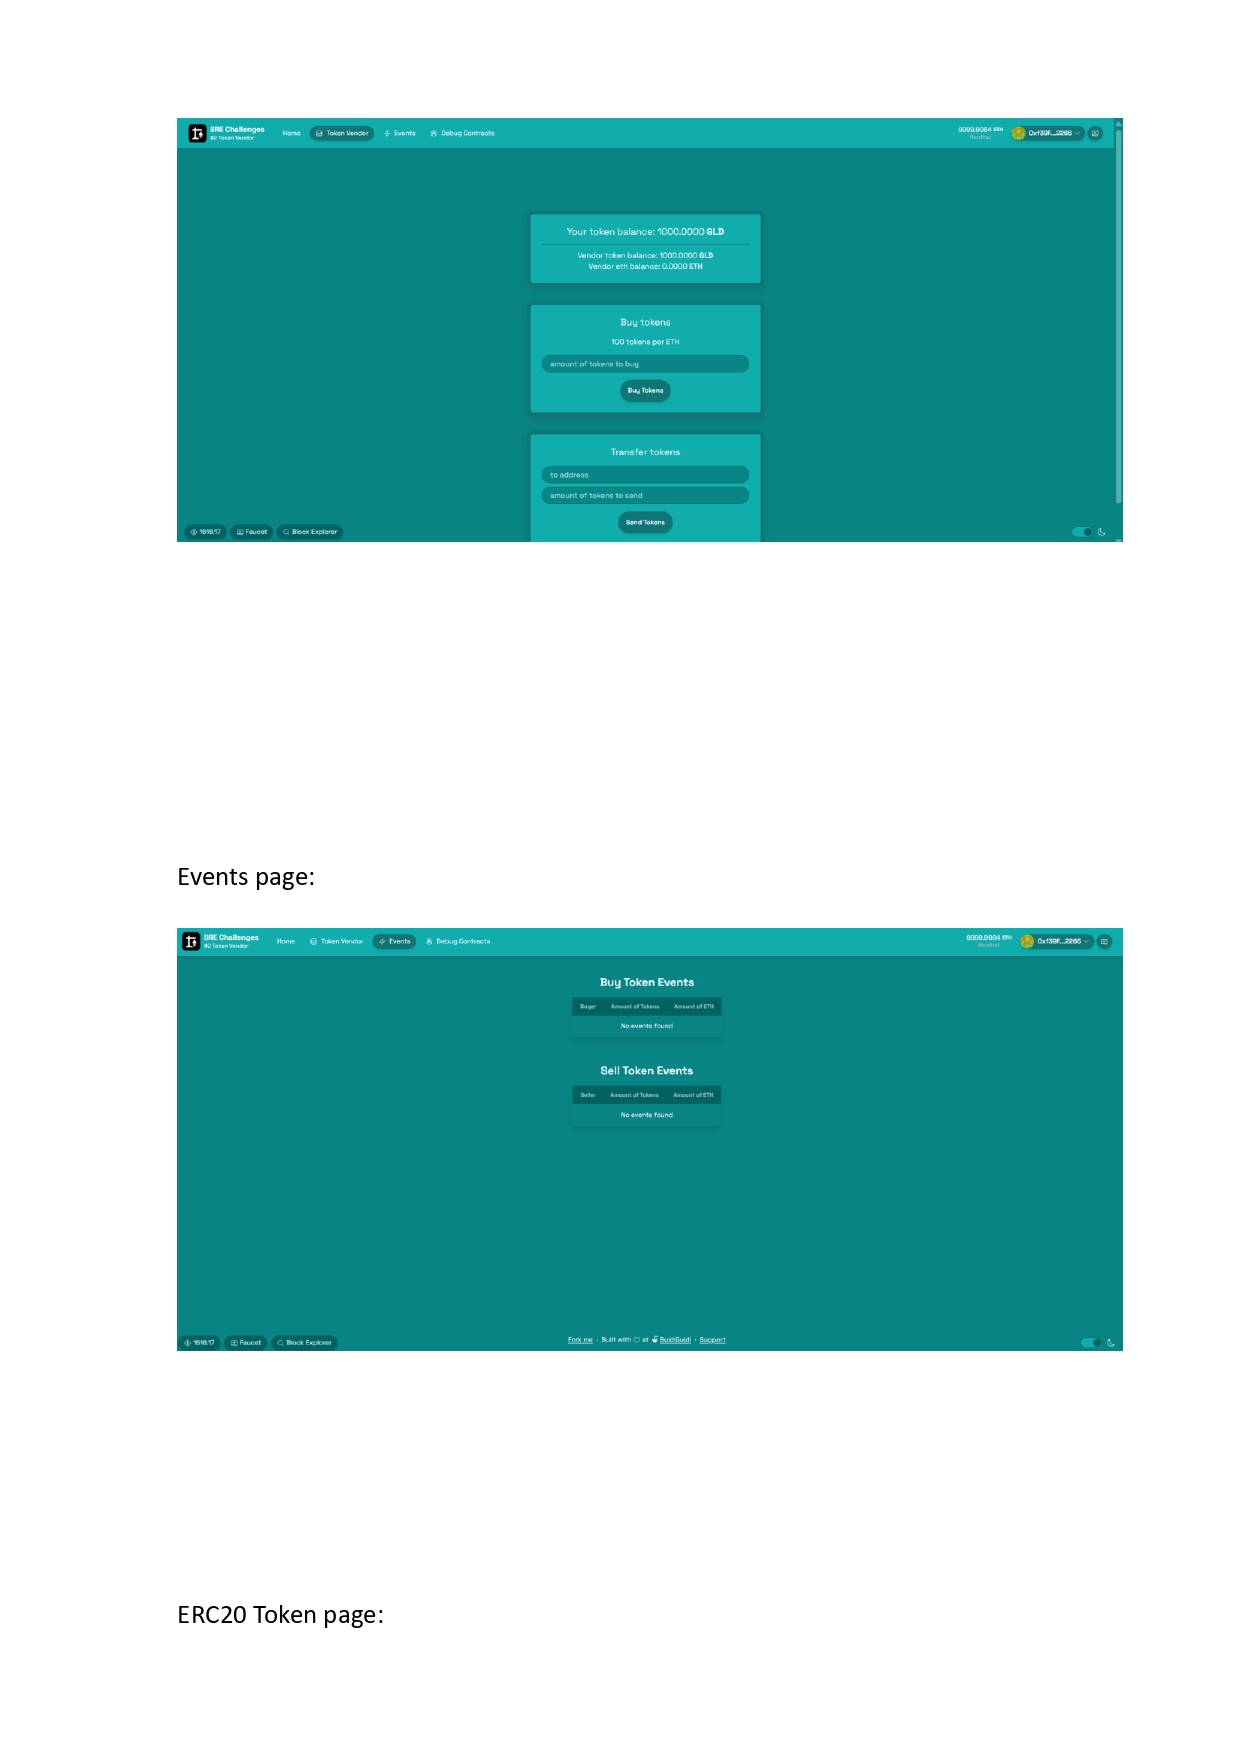 SRE Challenges
#2 Token Vendor
Home
Token Vendor
Events
Debug Contracts
ETH
Hardhat
0xf39F...2266
Your token balance: 1000.0000 GLD
Vendor token balance: 1000.0000 GLD
Vendor eth balance: 0.0000 ETH
Buy tokens
100 tokens per ETH
amount of tokens to buy
Buy Tokens
Transfer tokens
to address
amount of tokens to send
Send Tokens
1616.17
Faucet
Block Explorer
Events page:
SRE Challenges
#2 Token Vendor
Home
Token Vendor
Events
Debug Contracts
ETH
Hardhat
0xf39F...2266
Buy Token Events
Buyer Amount of Tokens Amount of ETH
No events found
Sell Token Events
Seller Amount of Tokens Amount of ETH
No events found
1616.17
Faucet
Block Explorer
Fork me · Built with ♡ at BuidlGuidl · Support
ERC20 Token page: